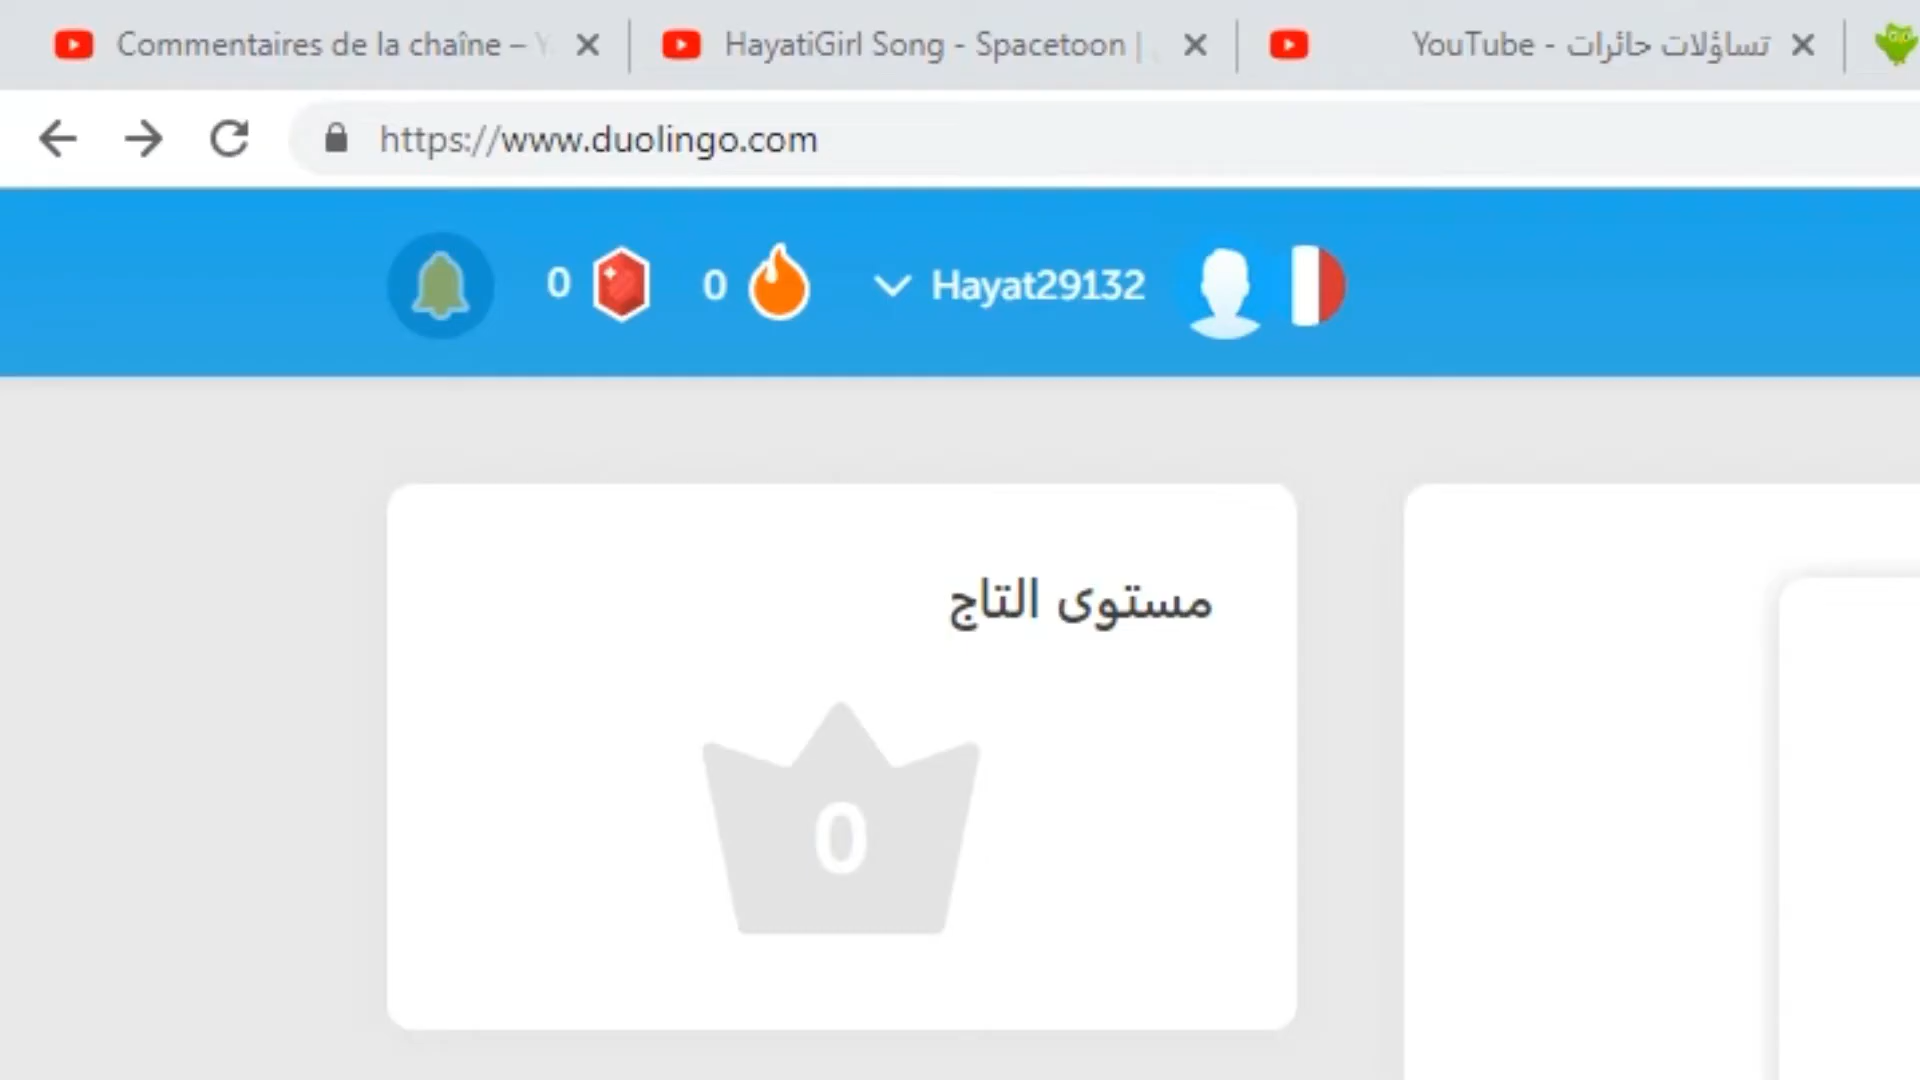 Commentaires de la chaîne –
HayatiGirl Song - Spacetoon |
تساؤلات حائرات - YouTube
https://www.duolingo.com
0
0
Hayat29132
مستوى التاج
0